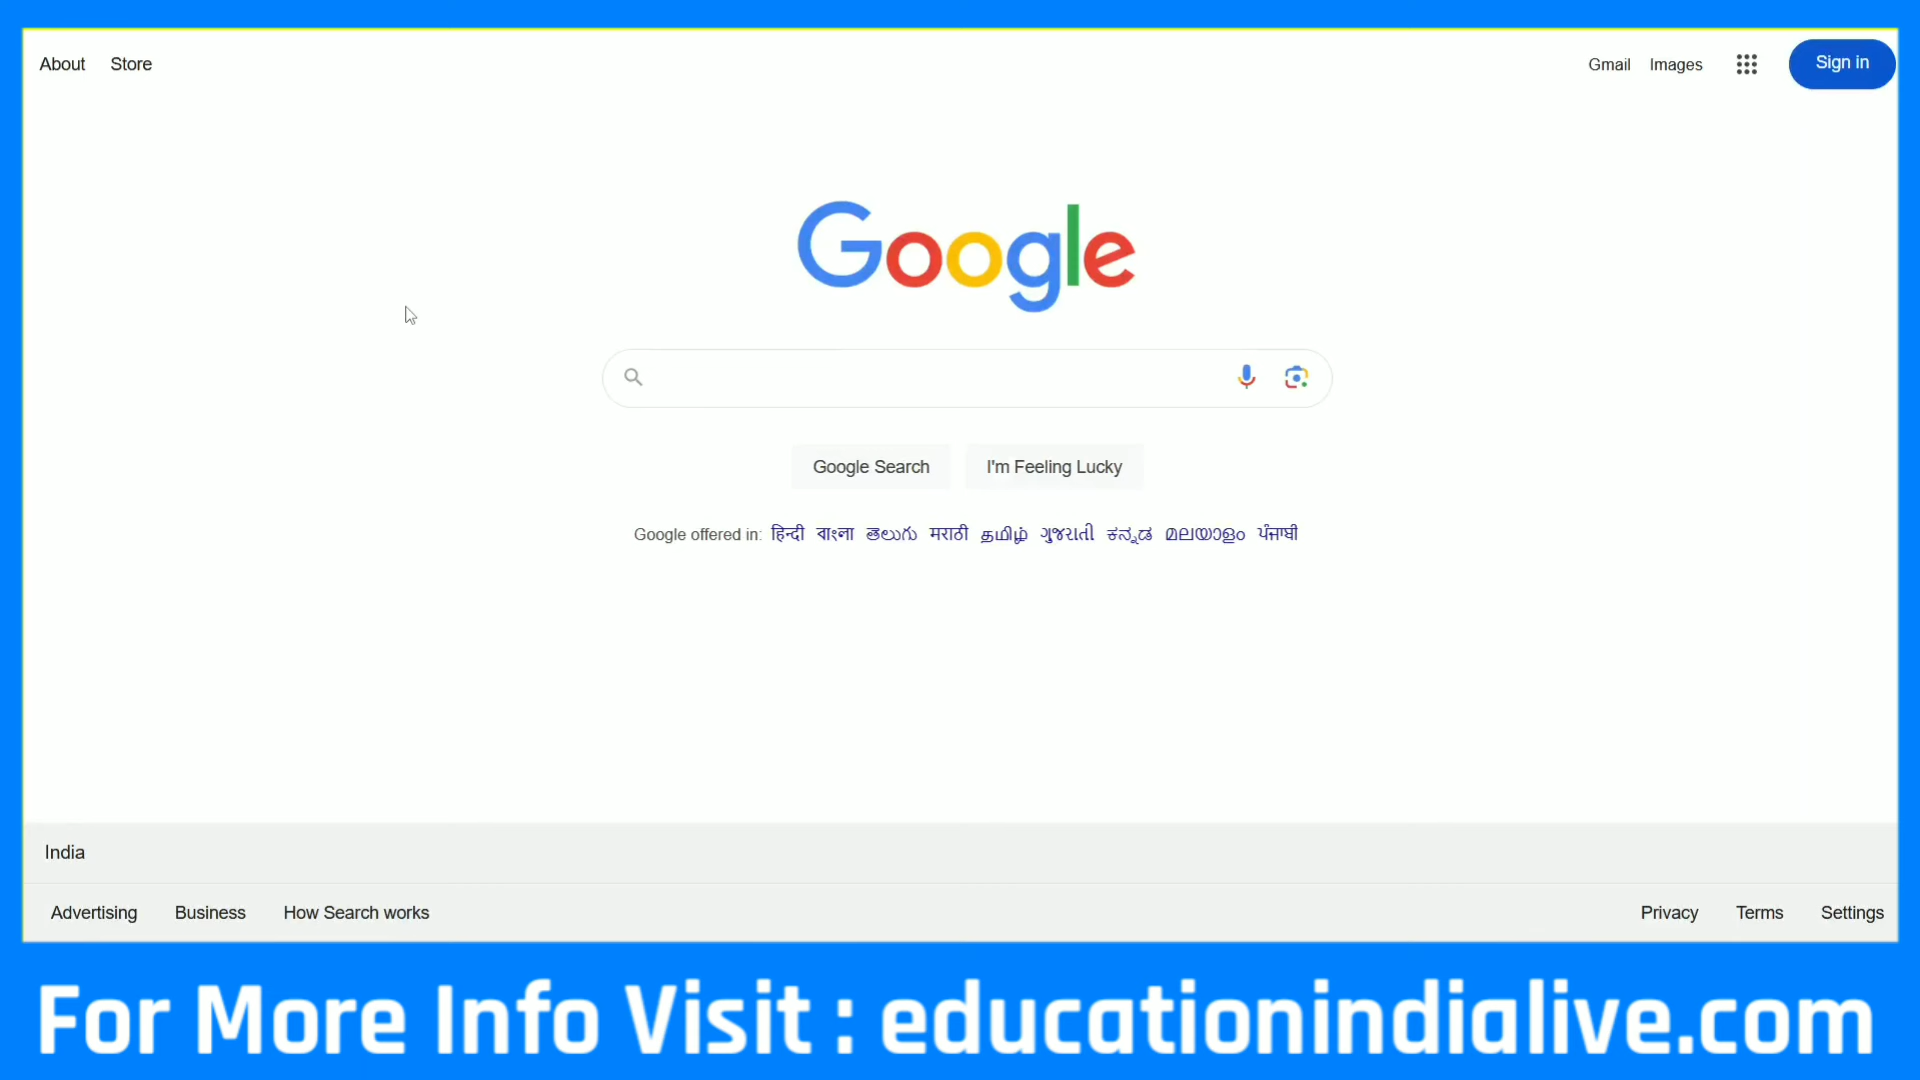 About Store Gmail Images Sign in
Google
Google Search I'm Feeling Lucky
Google offered in: हिन्दी বাংলা తెలుగు मराठी தமிழ் ગુજરાતી ಕನ್ನಡ മലയാളം ਪੰਜਾਬੀ
India
Advertising Business How Search works Privacy Terms Settings
For More Info Visit : educationindialive.com